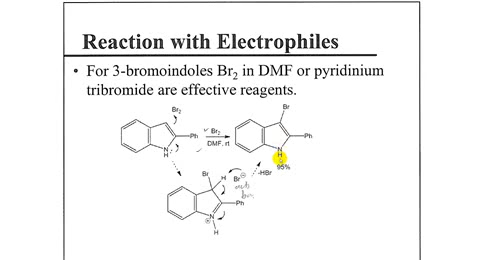 Reaction with Electrophiles
• For 3-bromoindoles Br2 in DMF or pyridinium
tribromide are effective reagents.
Br2
Br
Ph
Br2
DMF, rt
Ph
N
H
N
H
95%
Br
H
Br⊖
-HBr
Ph
N
⊕
H